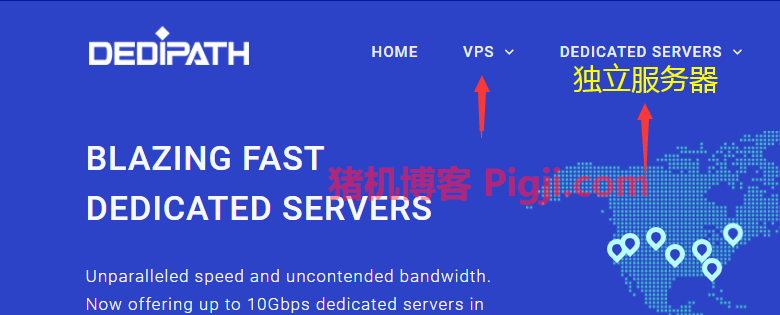 DEDIPATH
HOME VPS DEDICATED SERVERS
独立服务器
BLAZING FAST
猪机博客 Pigji.com
DEDICATED SERVERS
Unparalleled speed and uncontended bandwidth.
Now offering up to 10Gbps dedicated servers in